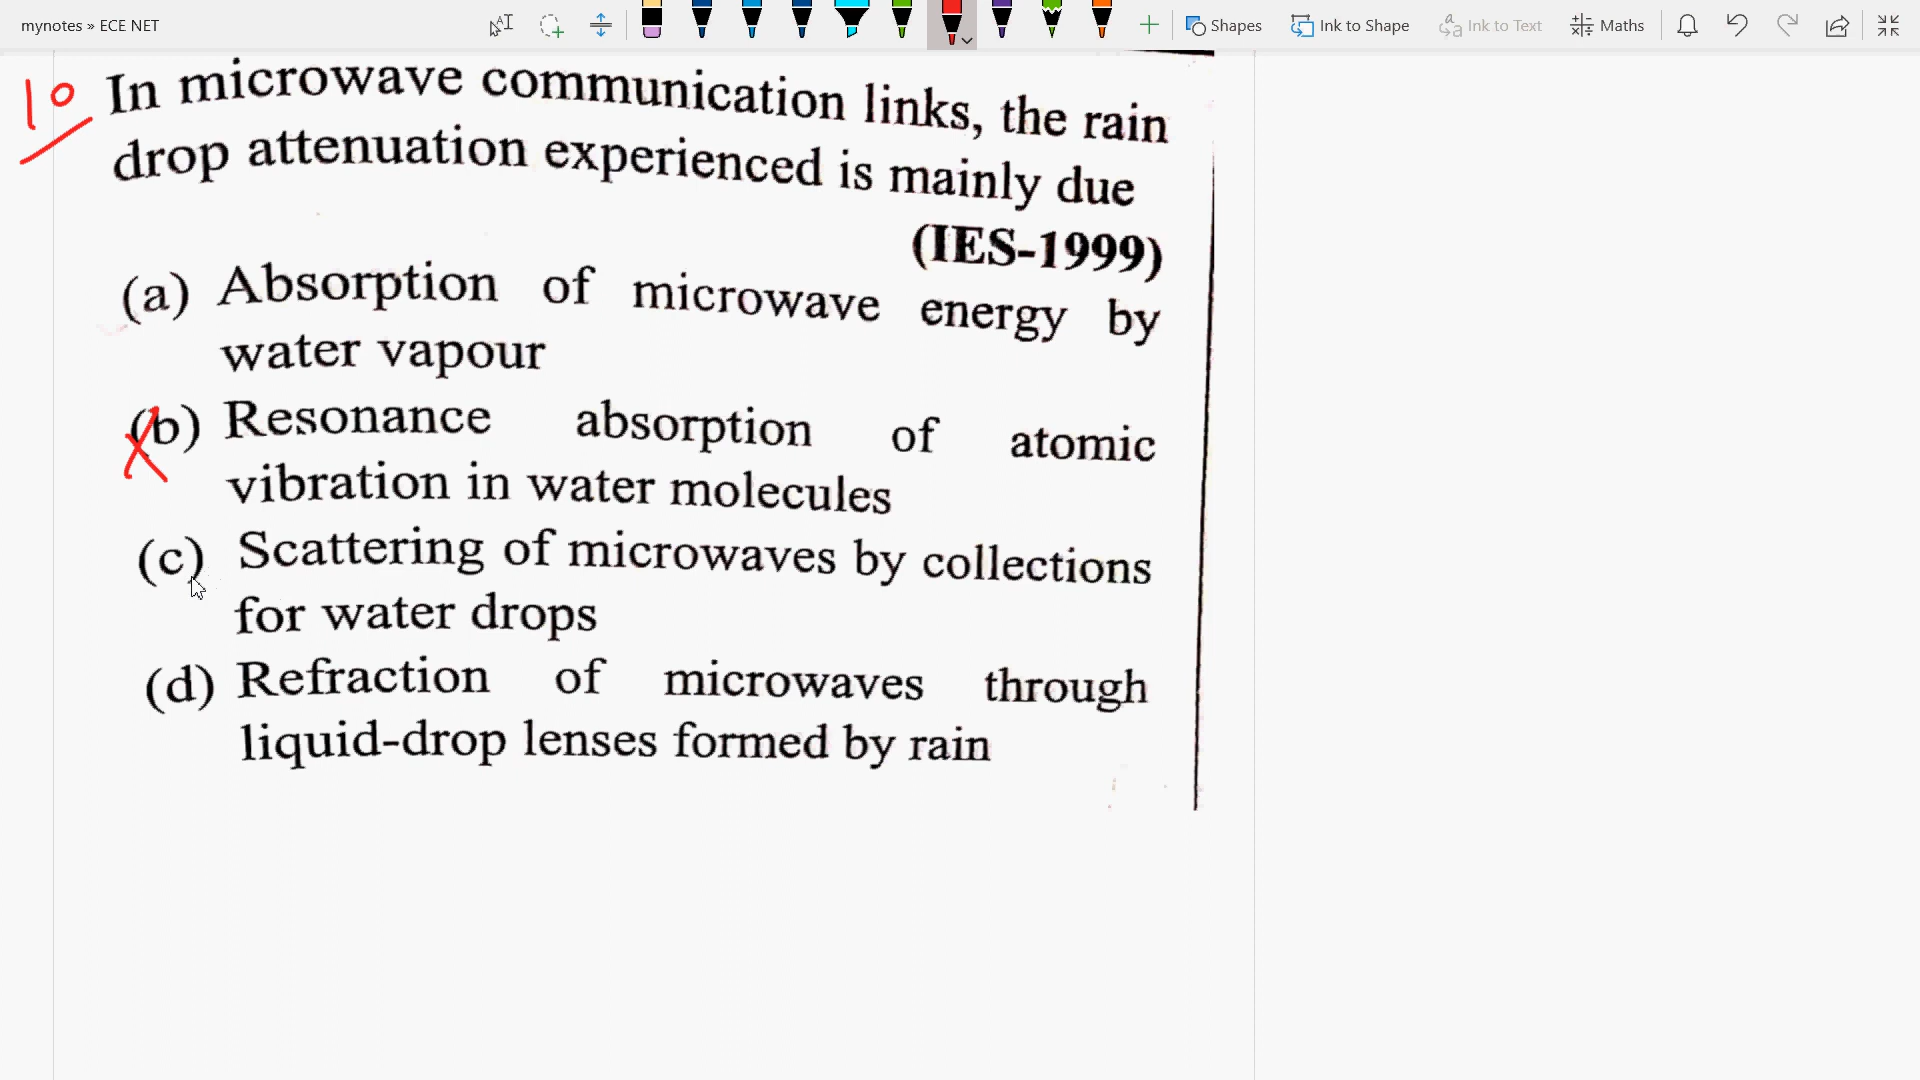 mynotes » ECE NET
Shapes
Ink to Shape
Ink to Text
Maths
10 In microwave communication links, the rain
drop attenuation experienced is mainly due
(IES-1999)
(a) Absorption of microwave energy by
water vapour
(b) Resonance absorption of atomic
vibration in water molecules
(c) Scattering of microwaves by collections
for water drops
(d) Refraction of microwaves through
liquid-drop lenses formed by rain